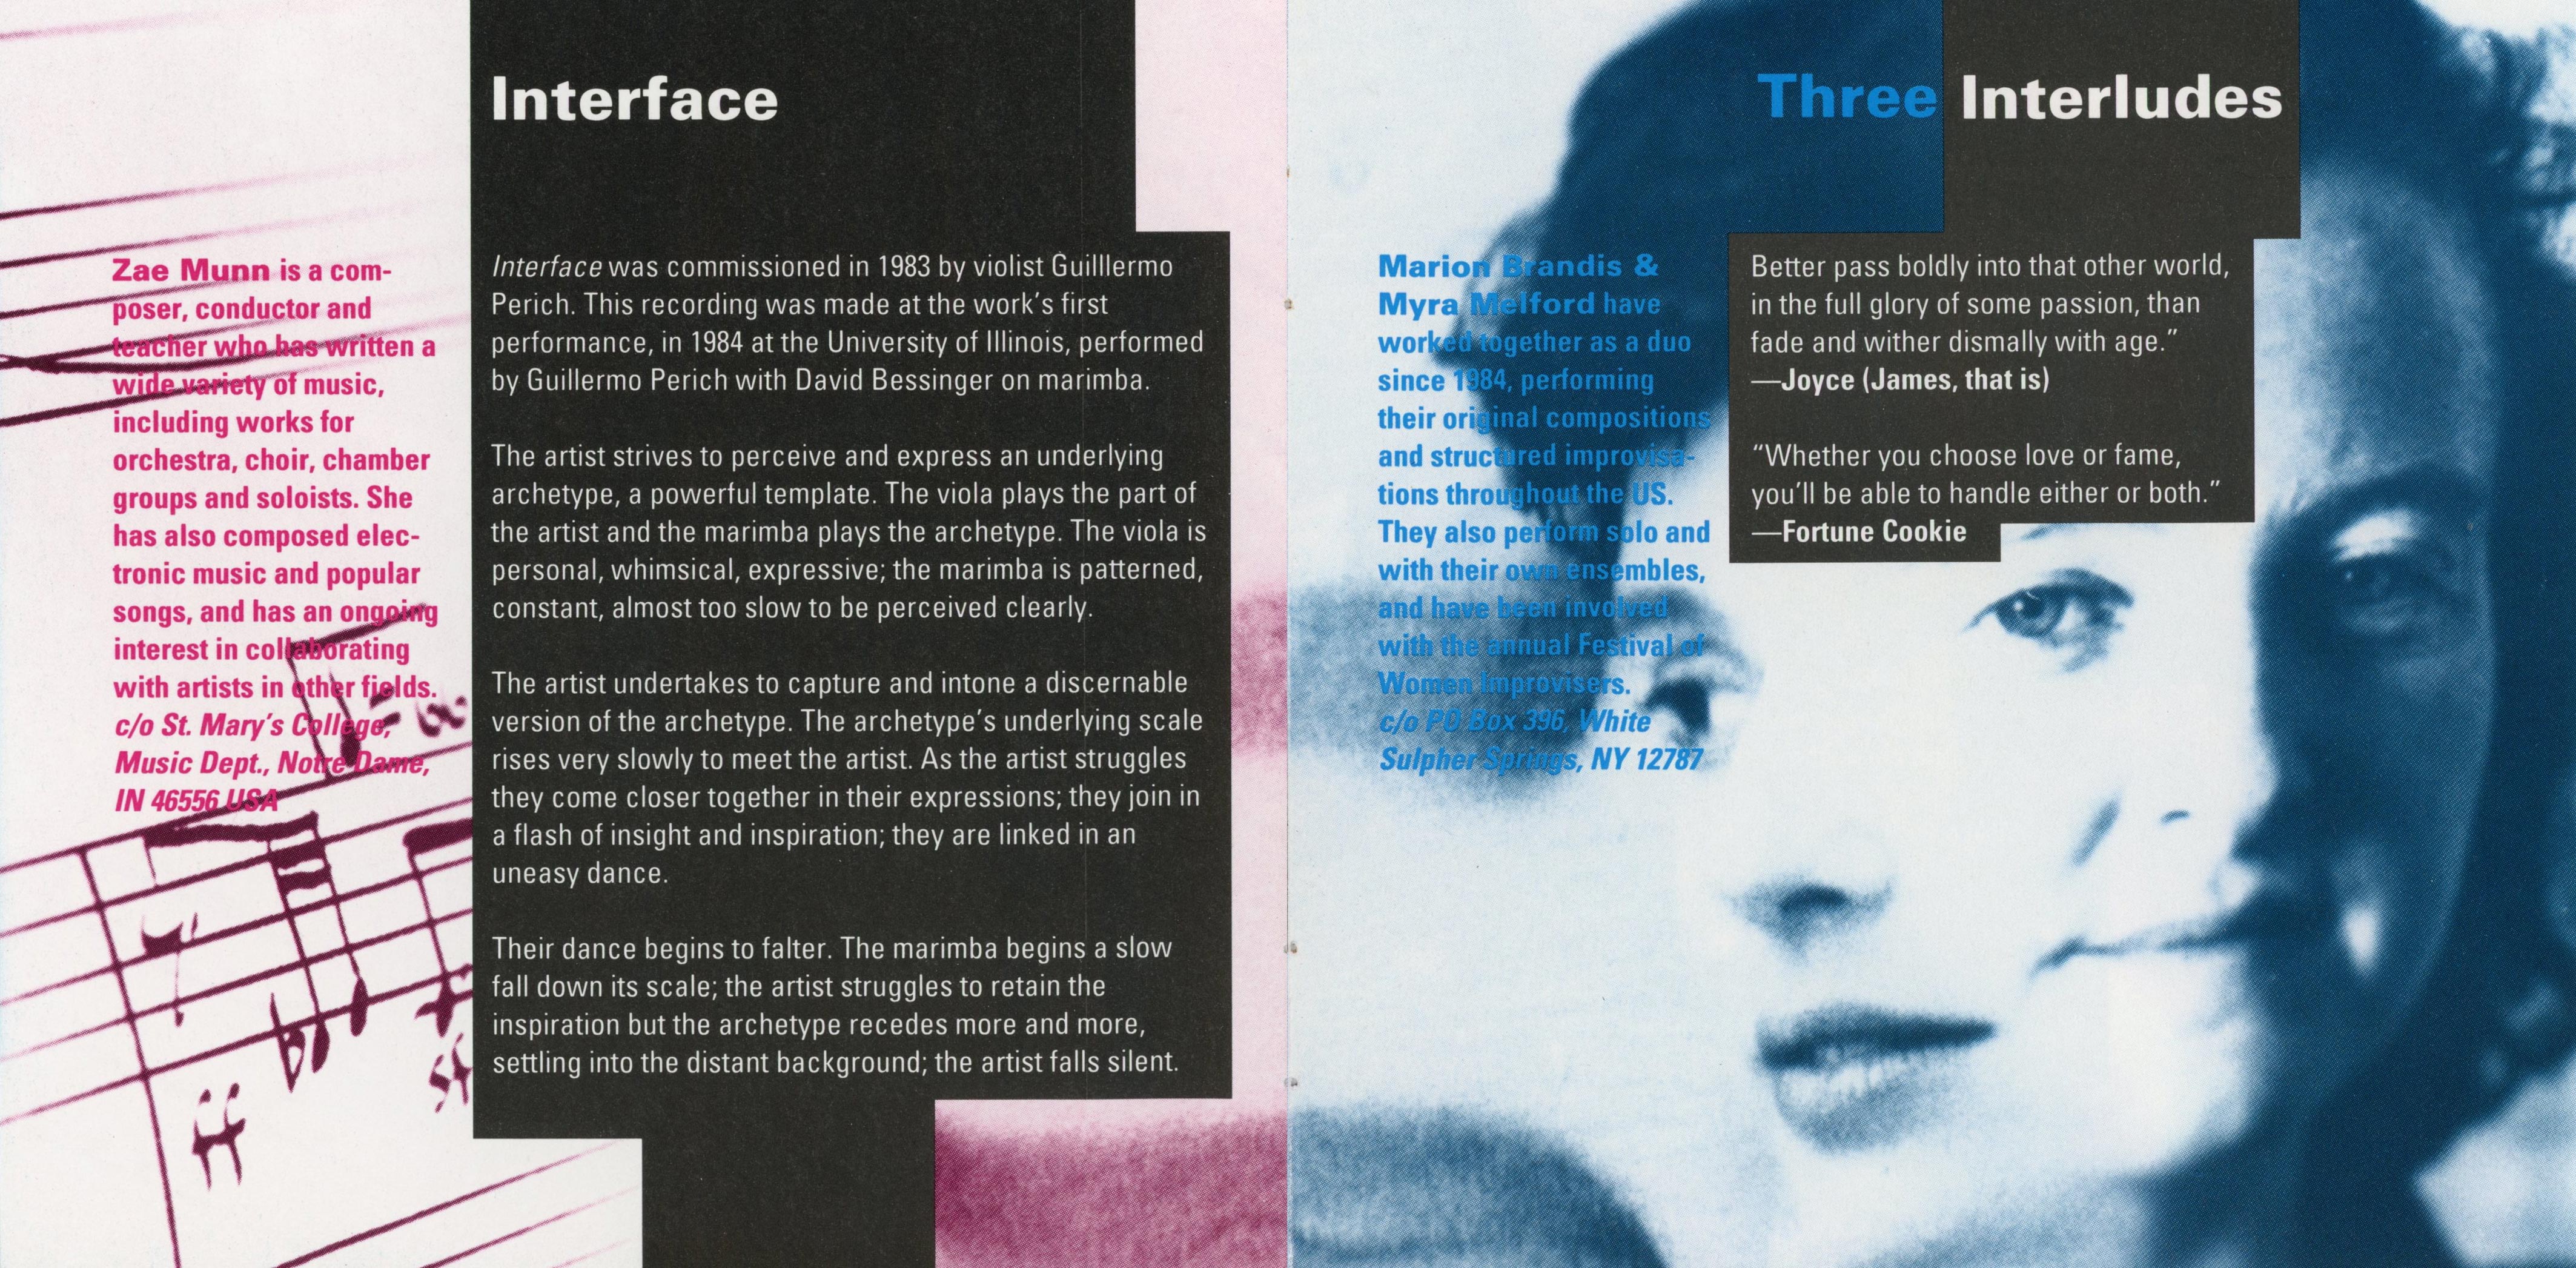 Interface
Zae Munn is a com-
poser, conductor and
teacher who has written a
wide variety of music,
including works for
orchestra, choir, chamber
groups and soloists. She
has also composed elec-
tronic music and popular
songs, and has an ongoing
interest in collaborating
with artists in other fields.
c/o St. Mary's College,
Music Dept., Notre Dame,
IN 46556 USA
Interface was commissioned in 1983 by violist Guilllermo
Perich. This recording was made at the work's first
performance, in 1984 at the University of Illinois, performed
by Guillermo Perich with David Bessinger on marimba.
The artist strives to perceive and express an underlying
archetype, a powerful template. The viola plays the part of
the artist and the marimba plays the archetype. The viola is
personal, whimsical, expressive; the marimba is patterned,
constant, almost too slow to be perceived clearly.
The artist undertakes to capture and intone a discernable
version of the archetype. The archetype's underlying scale
rises very slowly to meet the artist. As the artist struggles
they come closer together in their expressions; they join in
a flash of insight and inspiration; they are linked in an
uneasy dance.
Their dance begins to falter. The marimba begins a slow
fall down its scale; the artist struggles to retain the
inspiration but the archetype recedes more and more,
settling into the distant background; the artist falls silent.
Three Interludes
Marion Brandis &
Myra Melford have
worked together as a duo
since 1984, performing
their original compositions
and structured improvisa-
tions throughout the US.
They also perform solo and
with their own ensembles,
and have been involved
with the annual Festival of
Women Improvisers.
c/o PO Box 396, White
Sulpher Springs, NY 12787
Better pass boldly into that other world,
in the full glory of some passion, than
fade and wither dismally with age."
—Joyce (James, that is)
"Whether you choose love or fame,
you'll be able to handle either or both."
—Fortune Cookie